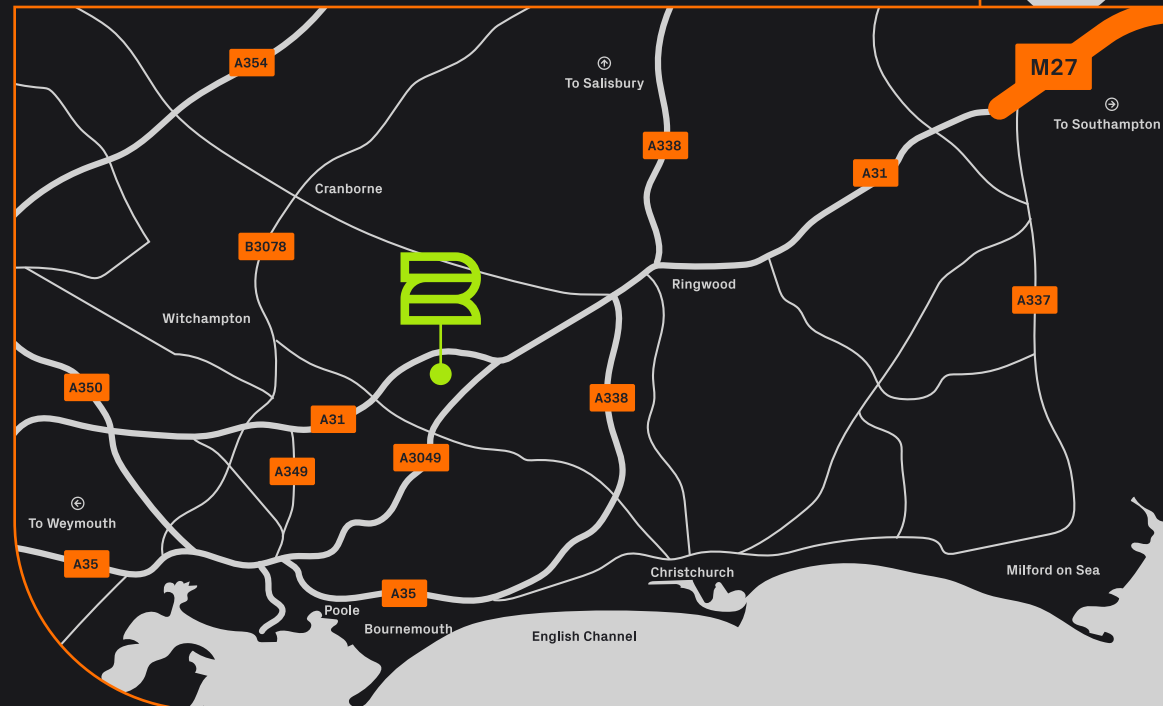 A354
To Salisbury
M27
To Southampton
A338
A31
Cranborne
B3078
Ringwood
A337
Witchampton
A350
A338
A31
A3049
A349
To Weymouth
A35
Christchurch
Milford on Sea
A35
Poole
Bournemouth
English Channel